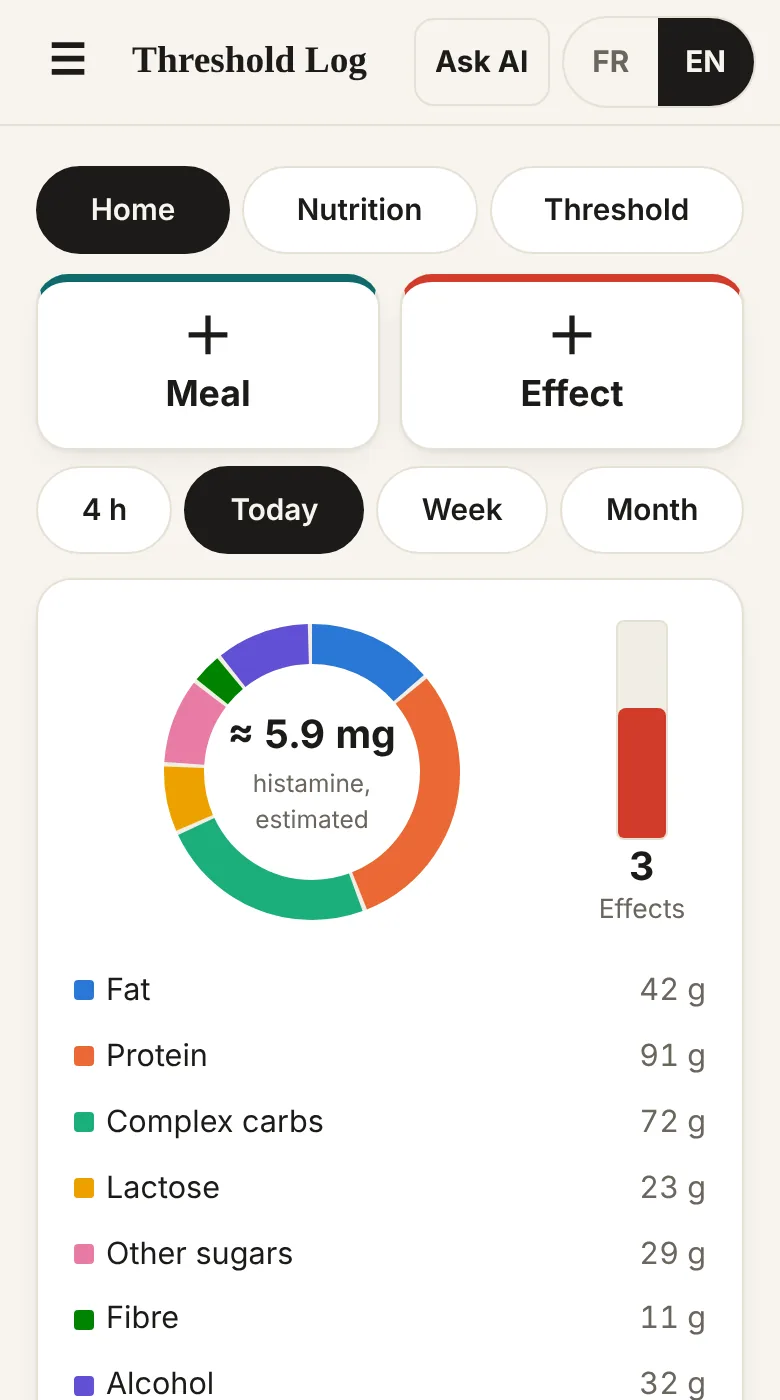 ☰ Threshold Log Ask AI FR EN
Home Nutrition Threshold
+ +
Meal Effect
4 h Today Week Month
≈ 5.9 mg
histamine,
estimated
3
Effects
Fat 42 g
Protein 91 g
Complex carbs 72 g
Lactose 23 g
Other sugars 29 g
Fibre 11 g
Alcohol 32 g